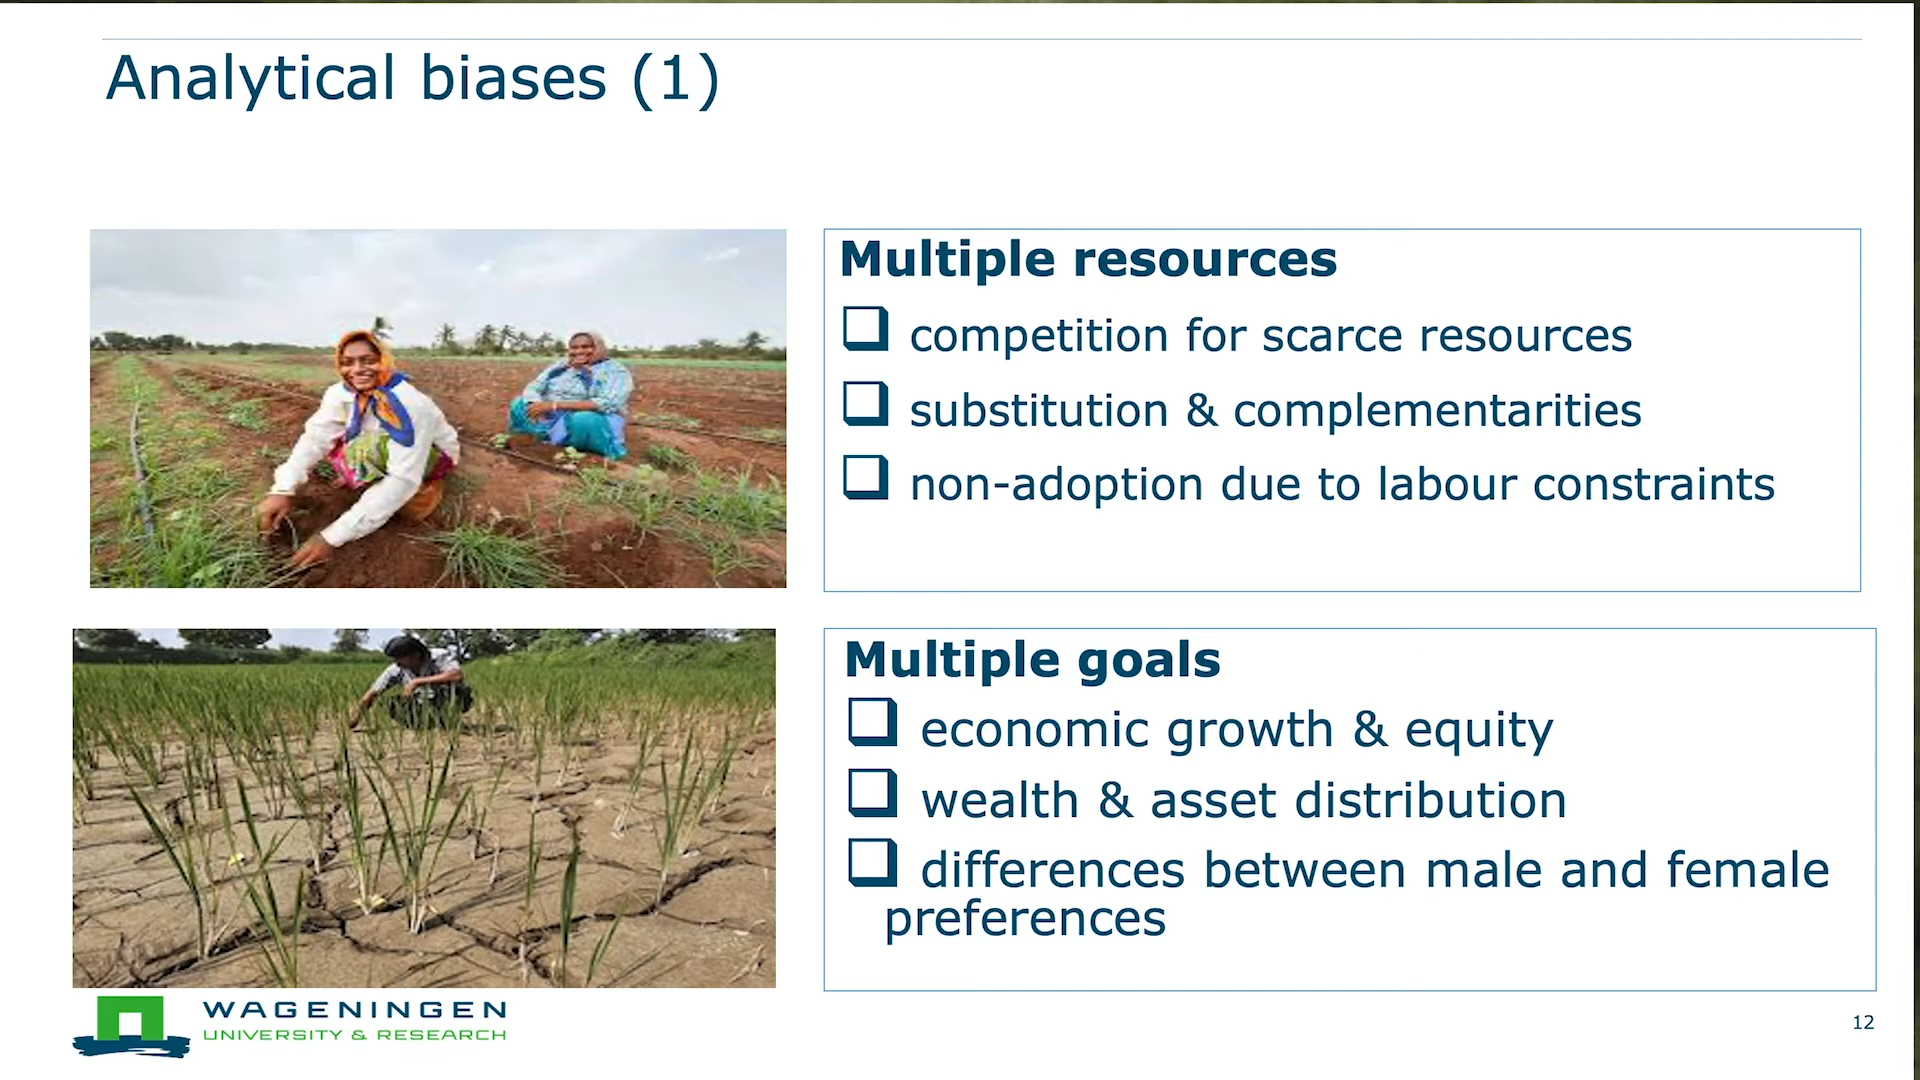 Analytical biases (1)
Multiple resources
competition for scarce resources
substitution & complementarities
non-adoption due to labour constraints
Multiple goals
economic growth & equity
wealth & asset distribution
differences between male and female
preferences
WAGENINGEN
UNIVERSITY & RESEARCH
12